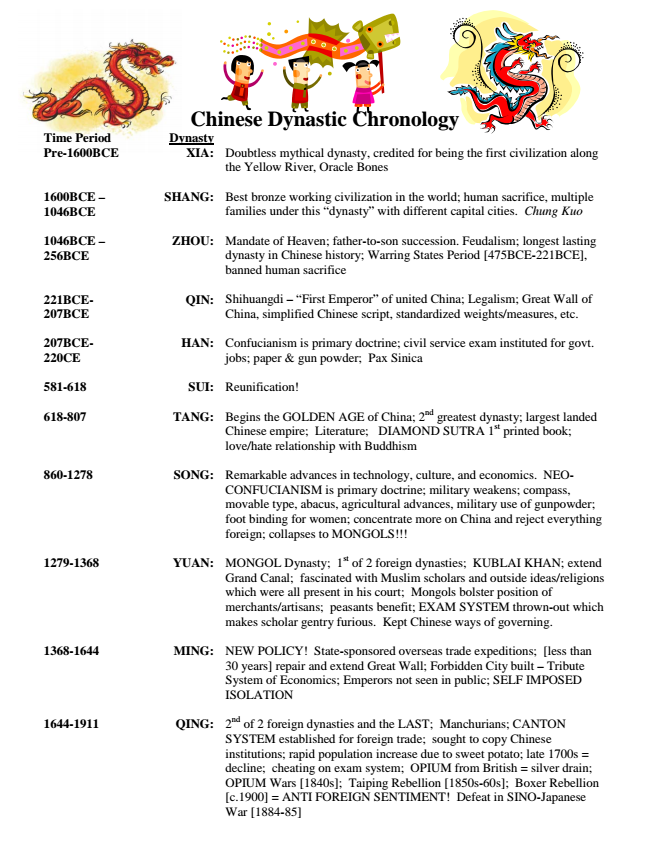 Chinese Dynastic Chronology
Time Period Dynasty
Pre-1600BCE XIA: Doubtless mythical dynasty, credited for being the first civilization along
the Yellow River, Oracle Bones
1600BCE – SHANG: Best bronze working civilization in the world; human sacrifice, multiple
1046BCE families under this “dynasty” with different capital cities. Chung Kuo
1046BCE – ZHOU: Mandate of Heaven; father-to-son succession. Feudalism; longest lasting
256BCE dynasty in Chinese history; Warring States Period [475BCE-221BCE],
banned human sacrifice
221BCE- QIN: Shihuangdi – “First Emperor” of united China; Legalism; Great Wall of
207BCE China, simplified Chinese script, standardized weights/measures, etc.
207BCE- HAN: Confucianism is primary doctrine; civil service exam instituted for govt.
220CE jobs; paper & gun powder; Pax Sinica
581-618 SUI: Reunification!
618-807 TANG: Begins the GOLDEN AGE of China; 2nd greatest dynasty; largest landed
Chinese empire; Literature; DIAMOND SUTRA 1st printed book;
love/hate relationship with Buddhism
860-1278 SONG: Remarkable advances in technology, culture, and economics. NEO-
CONFUCIANISM is primary doctrine; military weakens; compass,
movable type, abacus, agricultural advances, military use of gunpowder;
foot binding for women; concentrate more on China and reject everything
foreign; collapses to MONGOLS!!!
1279-1368 YUAN: MONGOL Dynasty; 1st of 2 foreign dynasties; KUBLAI KHAN; extend
Grand Canal; fascinated with Muslim scholars and outside ideas/religions
which were all present in his court; Mongols bolster position of
merchants/artisans; peasants benefit; EXAM SYSTEM thrown-out which
makes scholar gentry furious. Kept Chinese ways of governing.
1368-1644 MING: NEW POLICY! State-sponsored overseas trade expeditions; [less than
30 years] repair and extend Great Wall; Forbidden City built – Tribute
System of Economics; Emperors not seen in public; SELF IMPOSED
ISOLATION
1644-1911 QING: 2nd of 2 foreign dynasties and the LAST; Manchurians; CANTON
SYSTEM established for foreign trade; sought to copy Chinese
institutions; rapid population increase due to sweet potato; late 1700s =
decline; cheating on exam system; OPIUM from British = silver drain;
OPIUM Wars [1840s]; Taiping Rebellion [1850s-60s]; Boxer Rebellion
[c.1900] = ANTI FOREIGN SENTIMENT! Defeat in SINO-Japanese
War [1884-85]